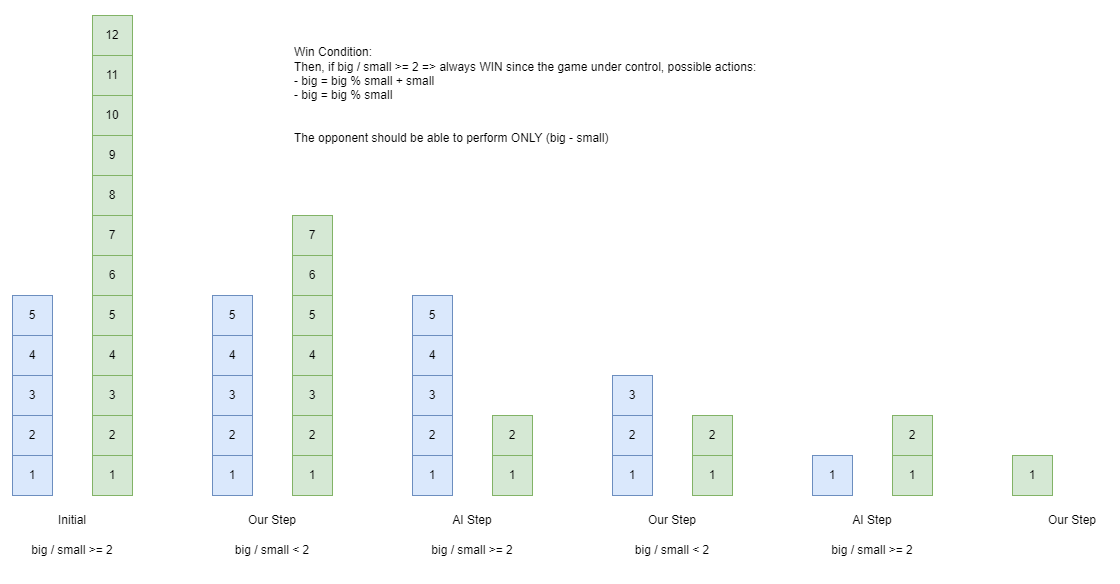 Win Condition:
Then, if big / small >= 2 => always WIN since the game under control, possible actions:
- big = big % small + small
- big = big % small
The opponent should be able to perform ONLY (big - small)
12
11
10
9
8
7 7
6 6
5 5 5 5 5
4 4 4 4 4
3 3 3 3 3 3
2 2 2 2 2 2 2 2 2
1 1 1 1 1 1 1 1 1 1 1
Initial Our Step AI Step Our Step AI Step Our Step
big / small >= 2 big / small < 2 big / small >= 2 big / small < 2 big / small >= 2